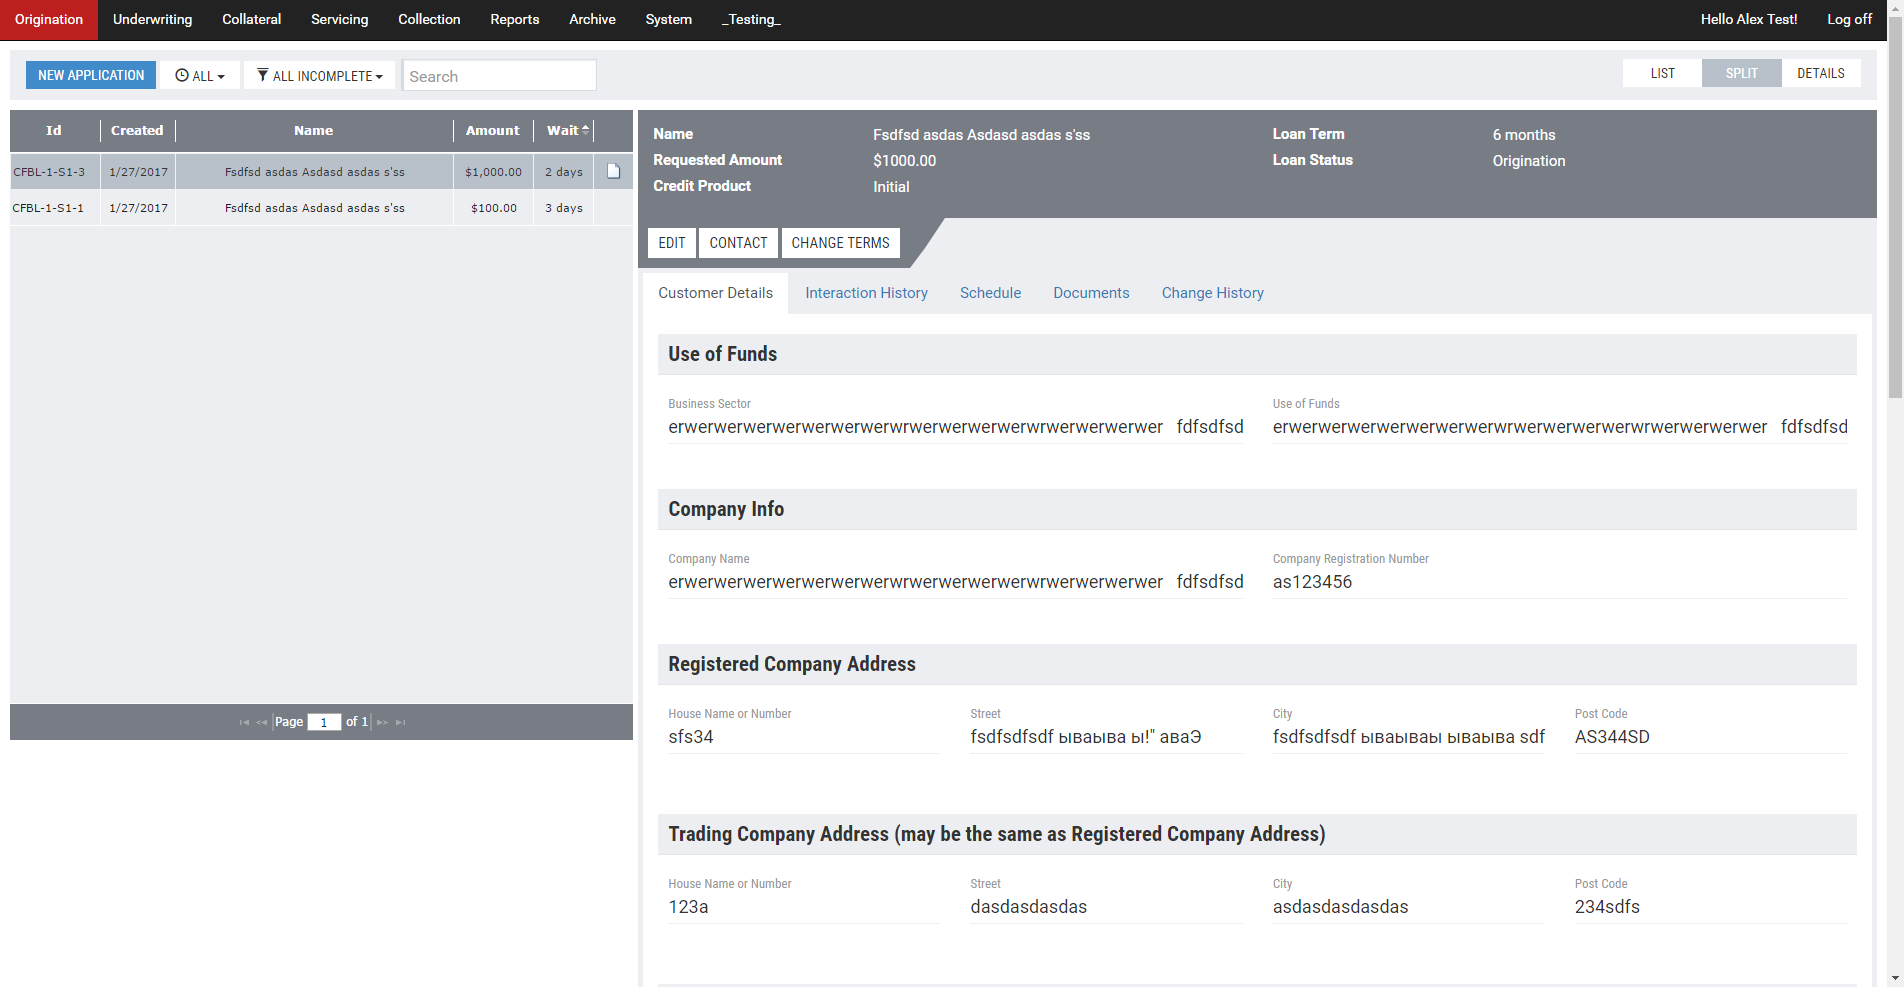 Origination Underwriting Collateral Servicing Collection Reports Archive System _Testing_ Hello Alex Test! Log off
NEW APPLICATION ALL ALL INCOMPLETE Search LIST SPLIT DETAILS
Id Created Name Amount Wait
CFBL-1-S1-3 1/27/2017 Fsdfsd asdas Asdasd asdas s'ss $1,000.00 2 days
CFBL-1-S1-1 1/27/2017 Fsdfsd asdas Asdasd asdas s'ss $100.00 3 days
Page 1 of 1
Name Fsdfsd asdas Asdasd asdas s'ss Loan Term 6 months
Requested Amount $1000.00 Loan Status Origination
Credit Product Initial
EDIT CONTACT CHANGE TERMS
Customer Details Interaction History Schedule Documents Change History
Use of Funds
Business Sector Use of Funds
erwerwerwerwerwerwerwerwrwerwerwerwerwrwerwerwerwer fdfsdfsd erwerwerwerwerwerwerwerwrwerwerwerwerwrwerwerwerwer fdfsdfsd
Company Info
Company Name Company Registration Number
erwerwerwerwerwerwerwerwrwerwerwerwerwrwerwerwerwer fdfsdfsd as123456
Registered Company Address
House Name or Number Street City Post Code
sfs34 fsdfsdfsdf ываыва ы!" аваЭ fsdfsdfsdf ываываы ываыва sdf AS344SD
Trading Company Address (may be the same as Registered Company Address)
House Name or Number Street City Post Code
123a dasdasdasdas asdasdasdasdas 234sdfs